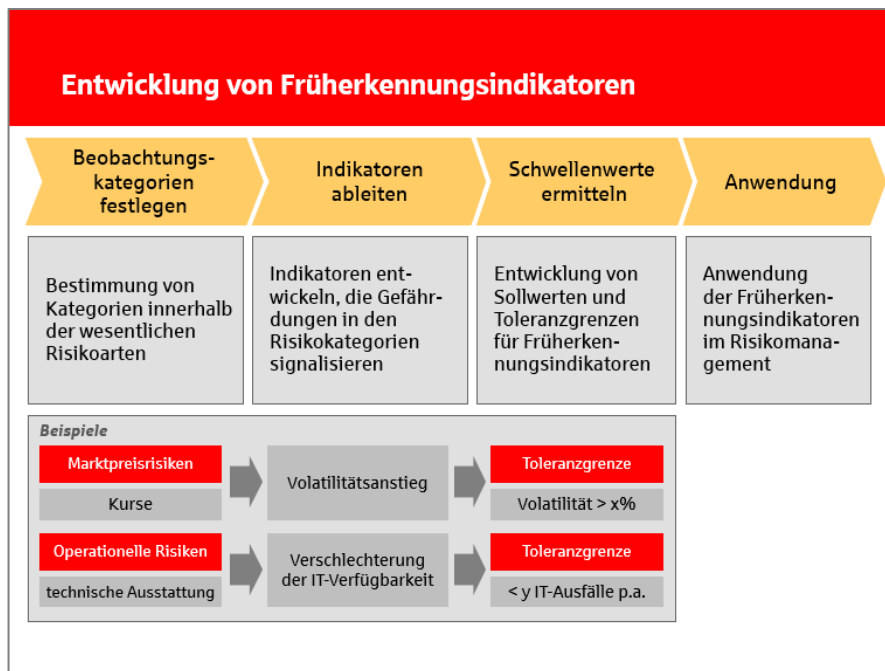 Entwicklung von Früherkennungsindikatoren
Beobachtungs-
kategorien
festlegen
Indikatoren
ableiten
Schwellenwerte
ermitteln
Anwendung
Bestimmung von
Kategorien innerhalb
der wesentlichen
Risikoarten
Indikatoren ent-
wickeln, die Gefähr-
dungen in den
Risikokategorien
signalisieren
Entwicklung von
Sollwerten und
Toleranzgrenzen
für Früherken-
nungsindikatoren
Anwendung
der Früherken-
nungsindikatoren
im Risikomana-
gement
Beispiele
Marktpreisrisiken
Kurse
Volatilitätsanstieg
Toleranzgrenze
Volatilität > x%
Operationelle Risiken
technische Ausstattung
Verschlechterung
der IT-Verfügbarkeit
Toleranzgrenze
< y IT-Ausfälle p.a.